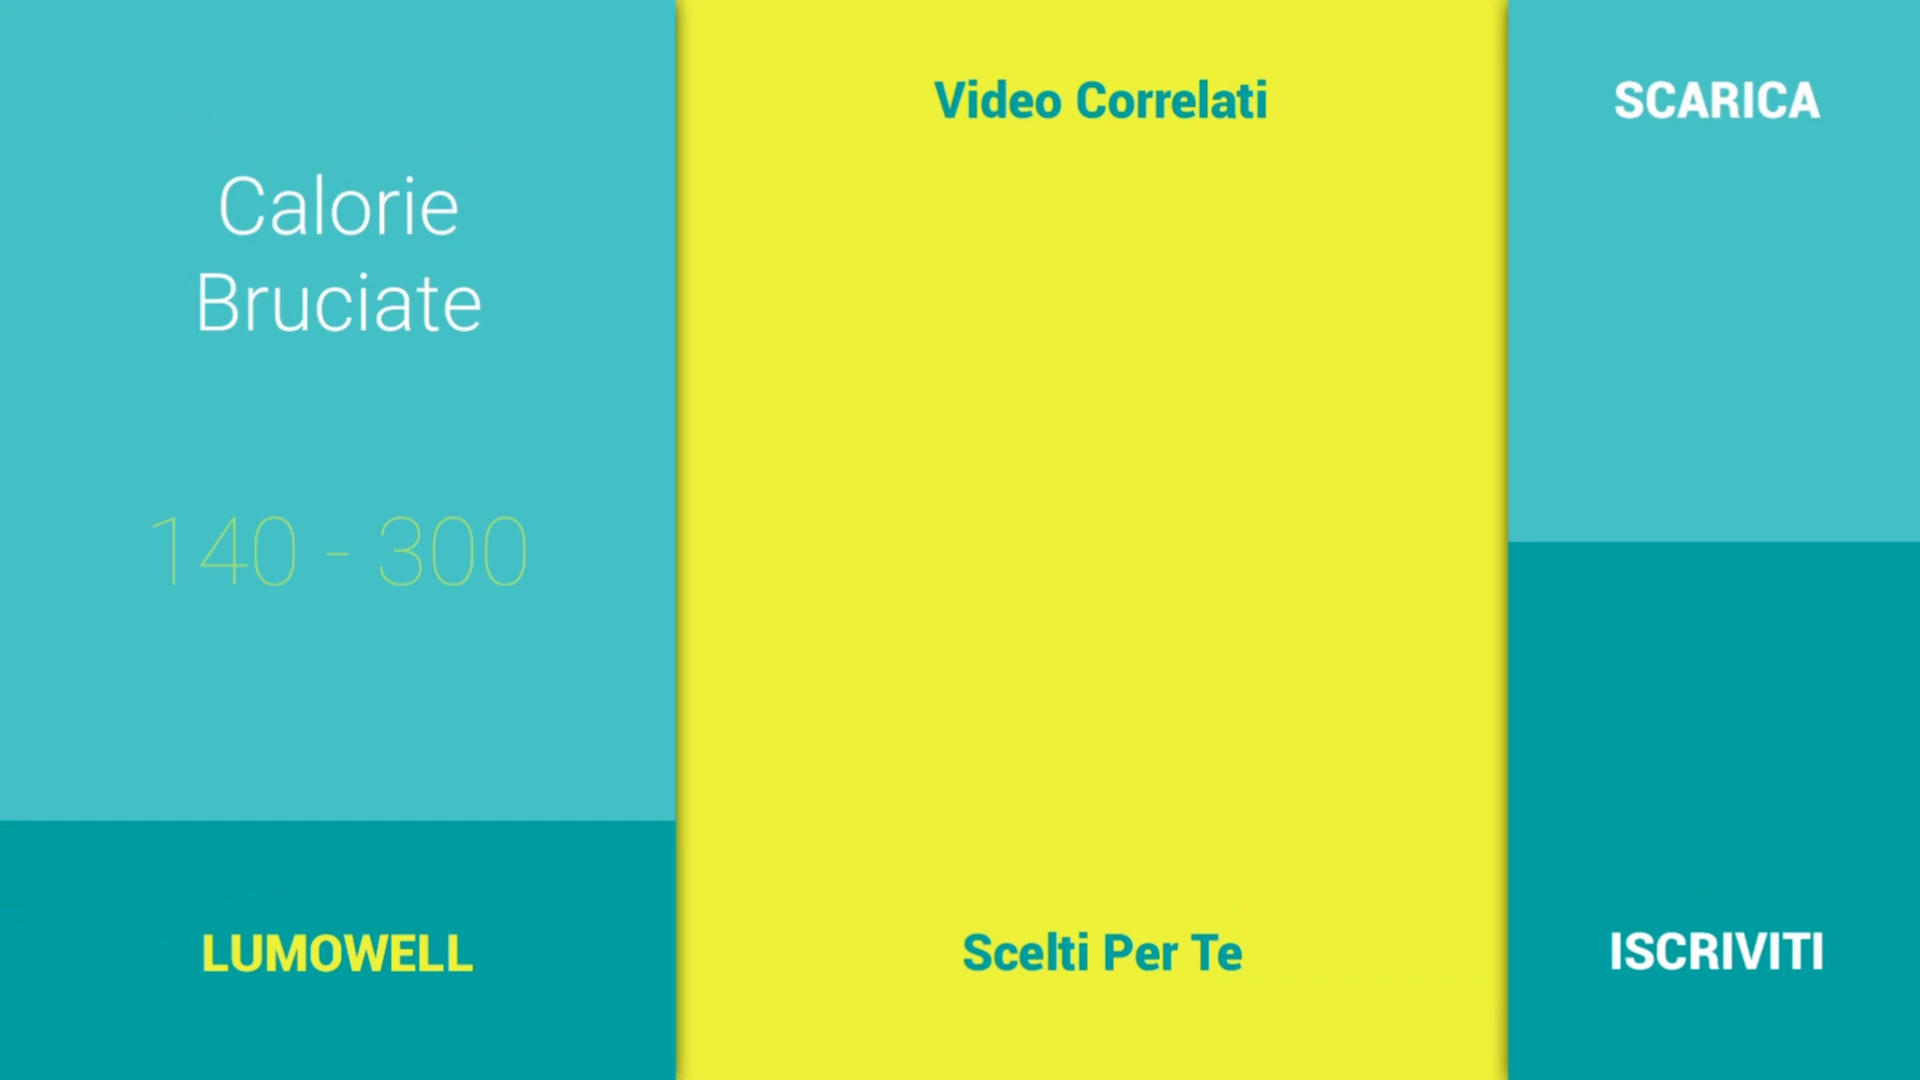 Calorie
Bruciate
140 - 300
LUMOWELL
Video Correlati
Scelti Per Te
SCARICA
ISCRIVITI